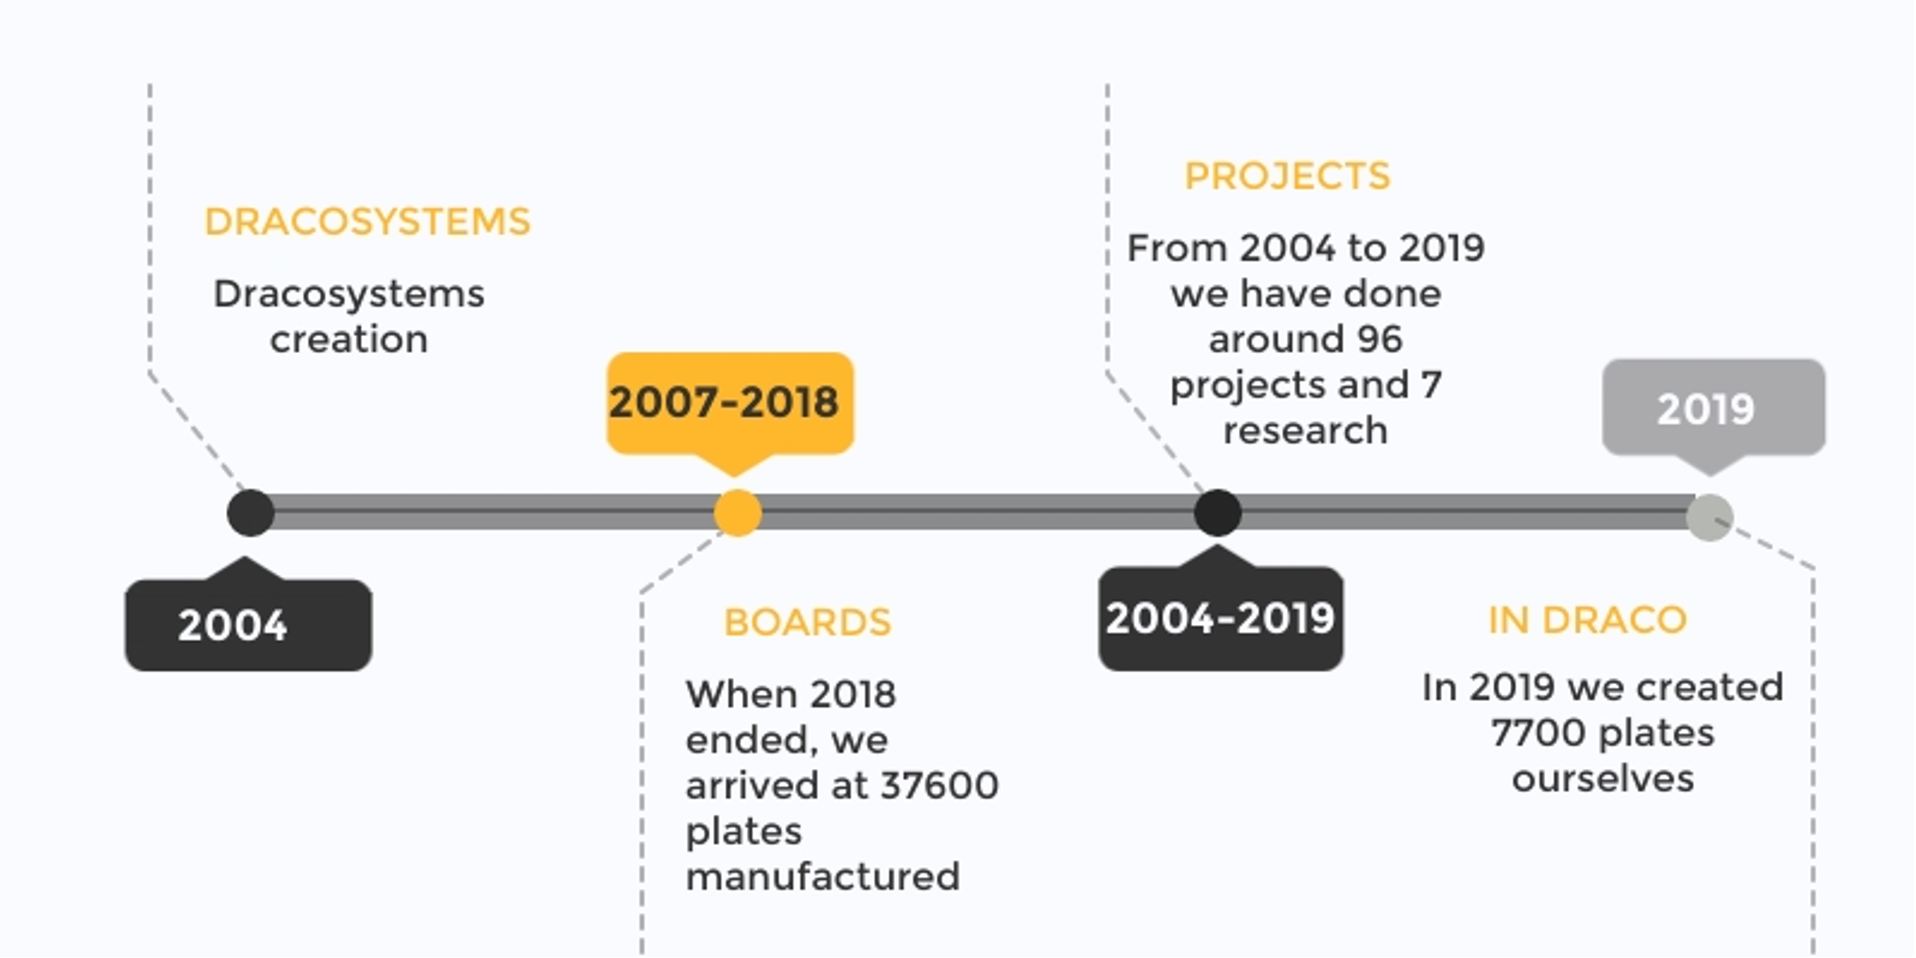 DRACOSYSTEMS
Dracosystems
creation
2004
2007-2018
BOARDS
When 2018
ended, we
arrived at 37600
plates
manufactured
PROJECTS
From 2004 to 2019
we have done
around 96
projects and 7
research
2004-2019
2019
IN DRACO
In 2019 we created
7700 plates
ourselves